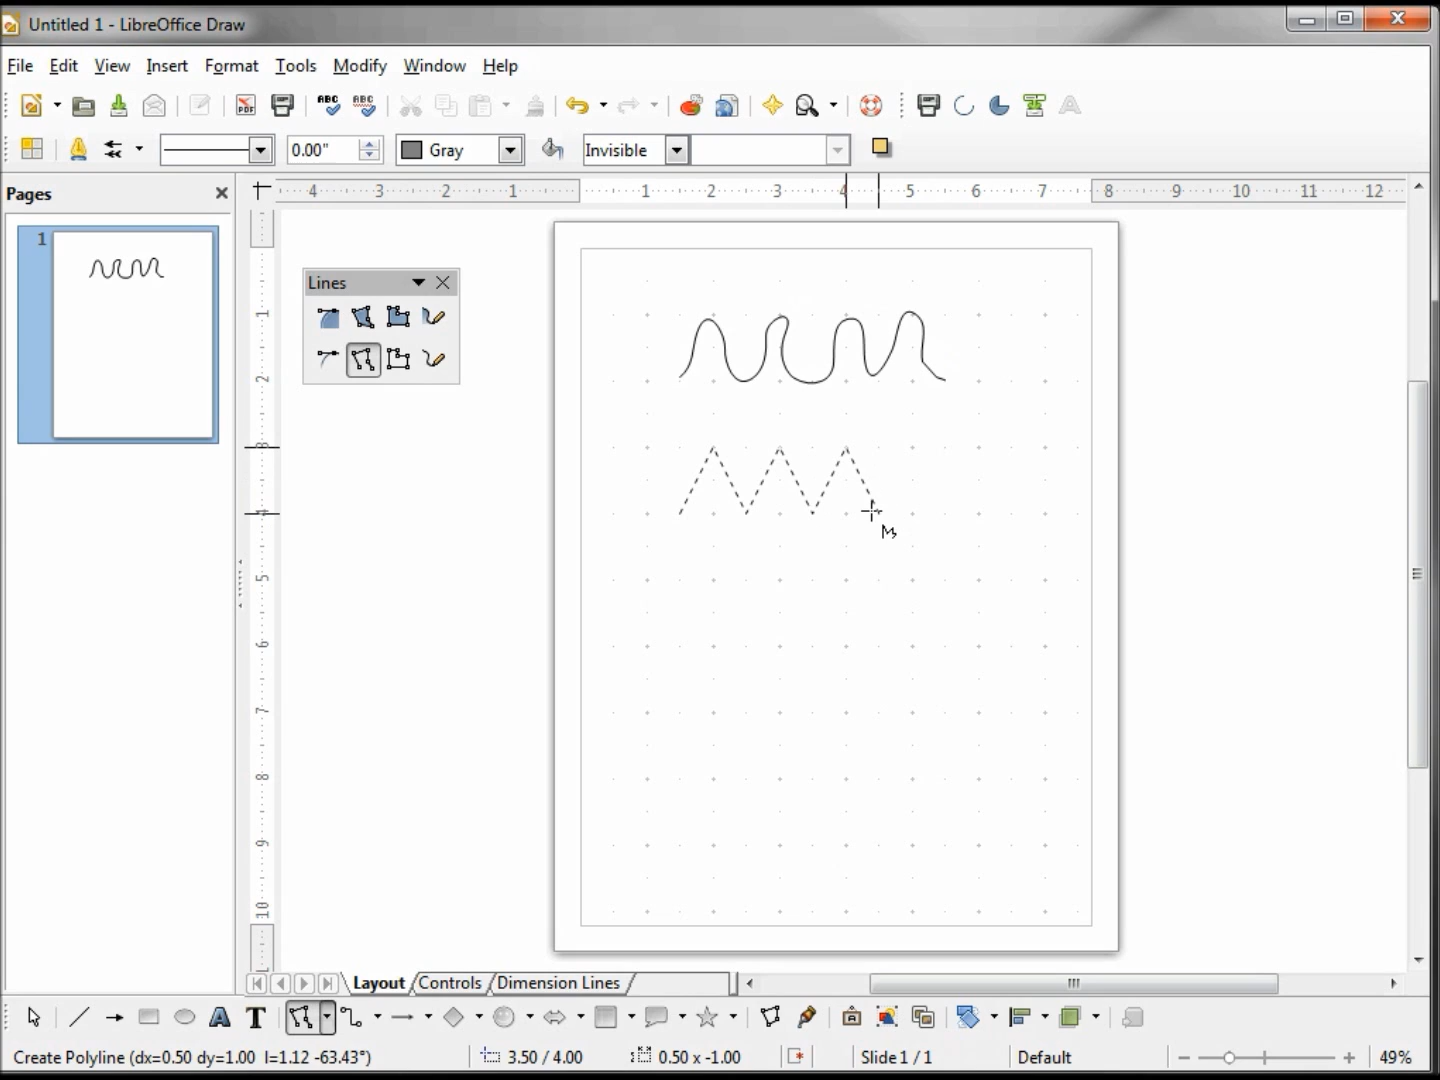 Untitled 1 - LibreOffice Draw
File Edit View Insert Format Tools Modify Window Help
PDF ABC ABC
0.00" Gray Invisible
Pages
4 3 2 1 1 2 3 4 5 6 7 8 9 10 11 12
1
Lines
1
2
3
4
5
6
7
8
9
10
Layout Controls Dimension Lines
Create Polyline (dx=0.50 dy=1.00 l=1.12 -63.43°) 3.50 / 4.00 0.50 x -1.00 Slide 1 / 1 Default 49%